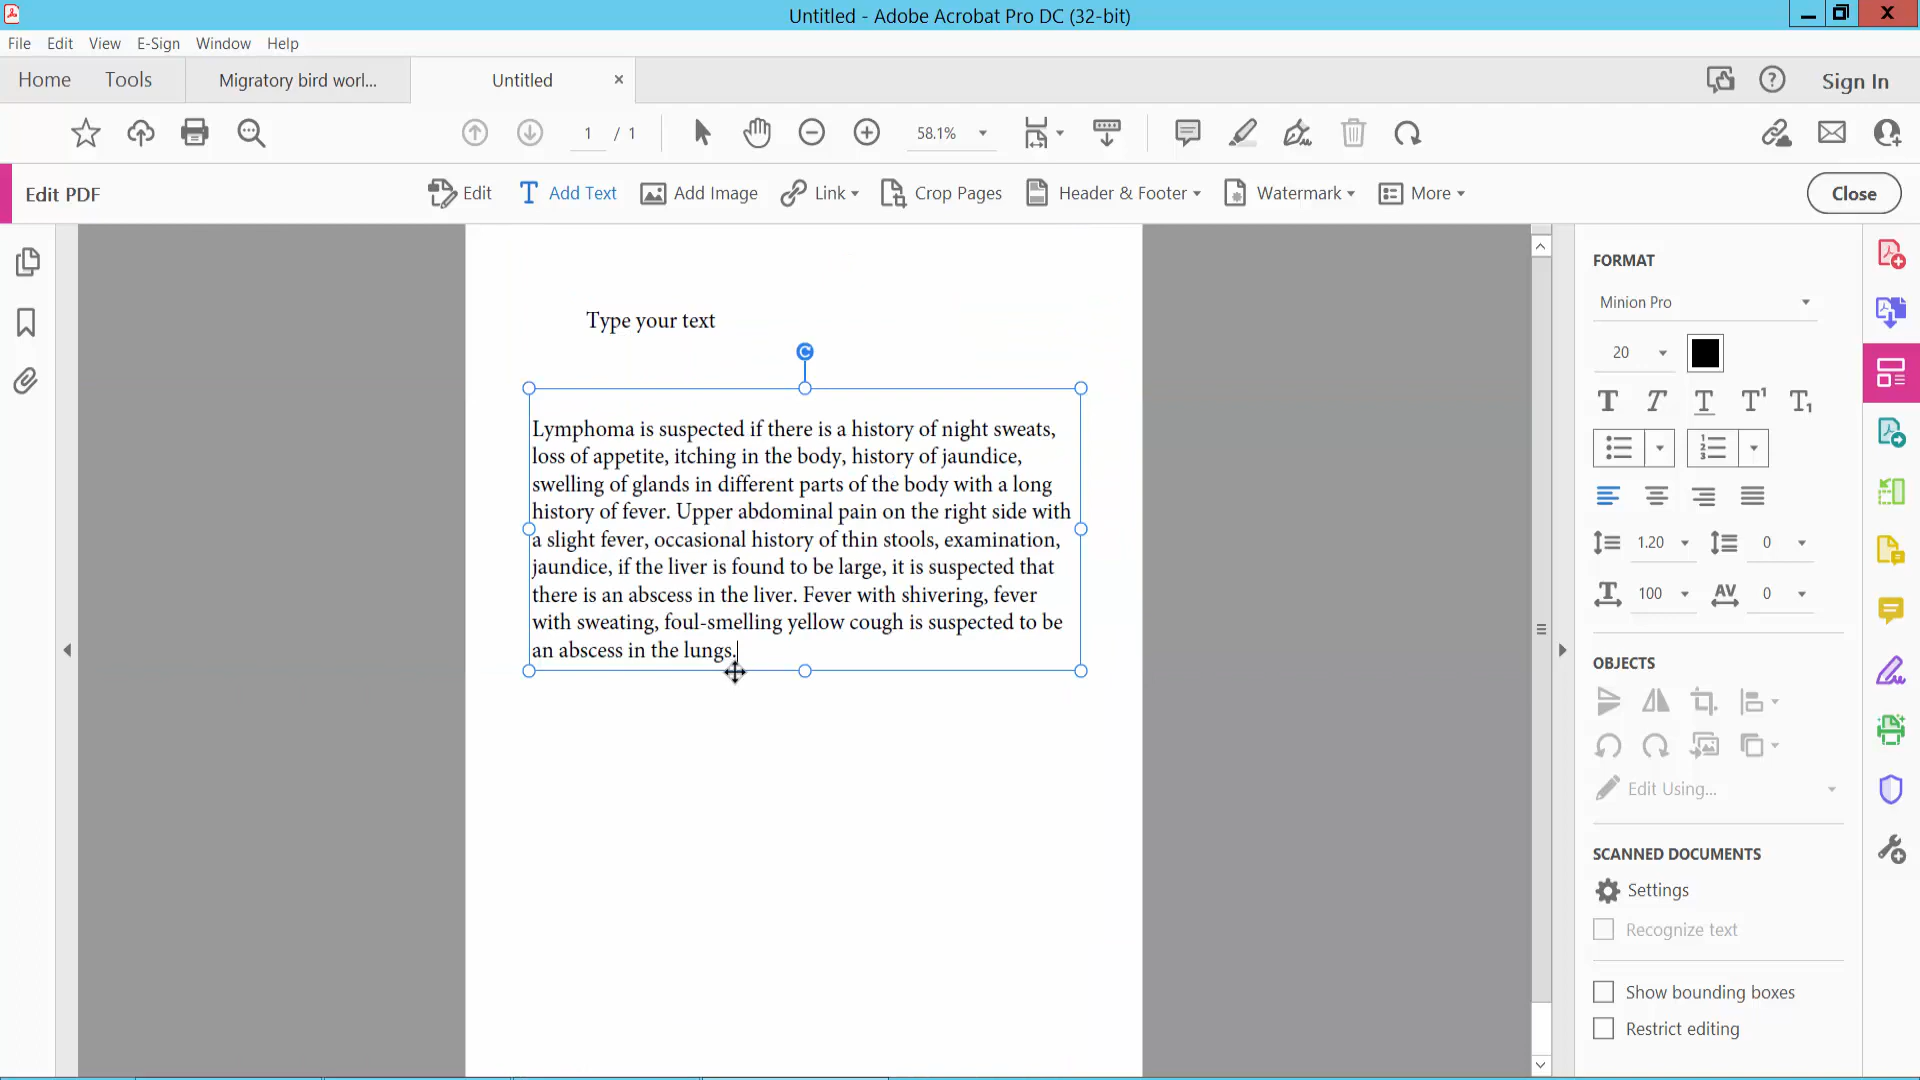 Untitled - Adobe Acrobat Pro DC (32-bit)
File Edit View E-Sign Window Help
Home Tools Migratory bird worl... Untitled × Sign In
1 / 1 58.1%
Edit PDF Edit Add Text Add Image Link Crop Pages Header & Footer Watermark More Close
Type your text
Lymphoma is suspected if there is a history of night sweats,
loss of appetite, itching in the body, history of jaundice,
swelling of glands in different parts of the body with a long
history of fever. Upper abdominal pain on the right side with
a slight fever, occasional history of thin stools, examination,
jaundice, if the liver is found to be large, it is suspected that
there is an abscess in the liver. Fever with shivering, fever
with sweating, foul-smelling yellow cough is suspected to be
an abscess in the lungs.
FORMAT
Minion Pro
20
1.20 0
100 AV 0
OBJECTS
Edit Using...
SCANNED DOCUMENTS
Settings
Recognize text
Show bounding boxes
Restrict editing